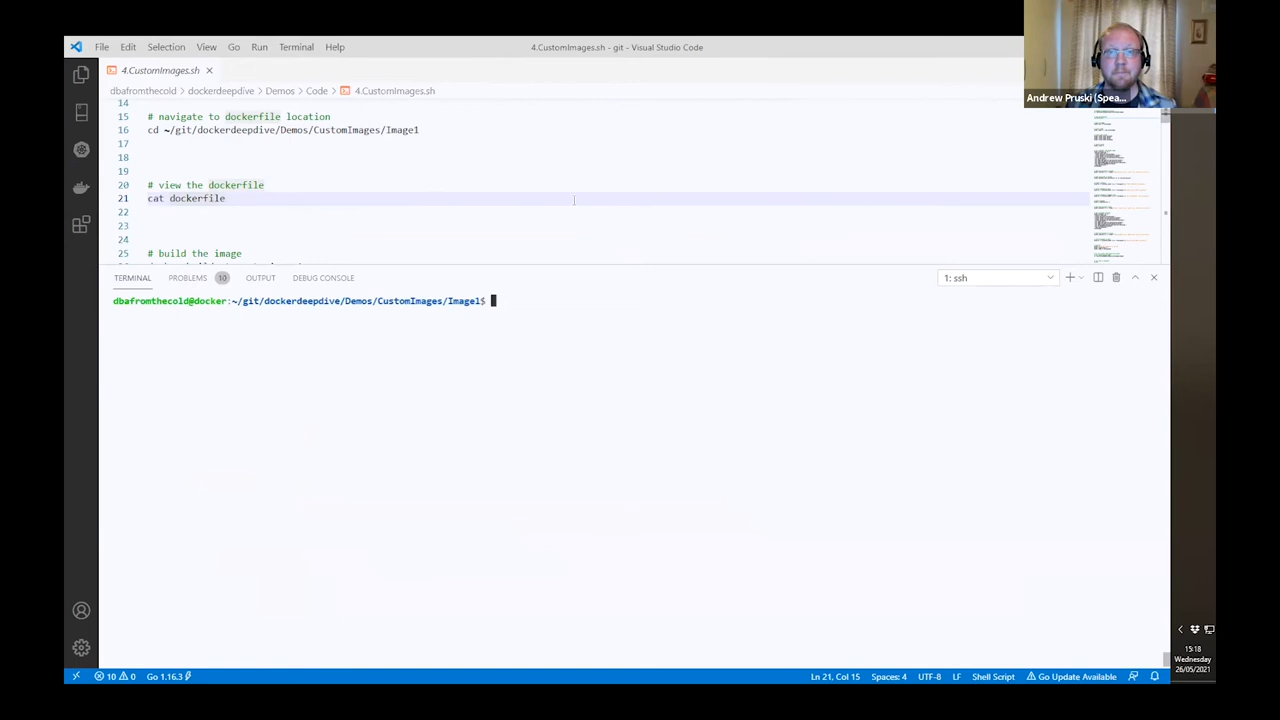 File Edit Selection View Go Run Terminal Help
4.CustomImages.sh - git - Visual Studio Code
4.CustomImages.sh
dbafromthecold > dockerdeepdive > Demos > Code > 4.CustomImages.sh
Andrew Pruski (Spea...
14
15 # navigate to dockerfile location
16 cd ~/git/dockerdeepdive/Demos/CustomImages/Image1
17
18
19
20 # view the dockerfile
21 cat dockerfile
22
23
24
25 # build the image
TERMINAL PROBLEMS 10 OUTPUT DEBUG CONSOLE
1: ssh
dbafromthecold@docker:~/git/dockerdeepdive/Demos/CustomImages/Image1$
15:18
Wednesday
26/05/2021
10 0 Go 1.16.3 Ln 21, Col 15 Spaces: 4 UTF-8 LF Shell Script Go Update Available